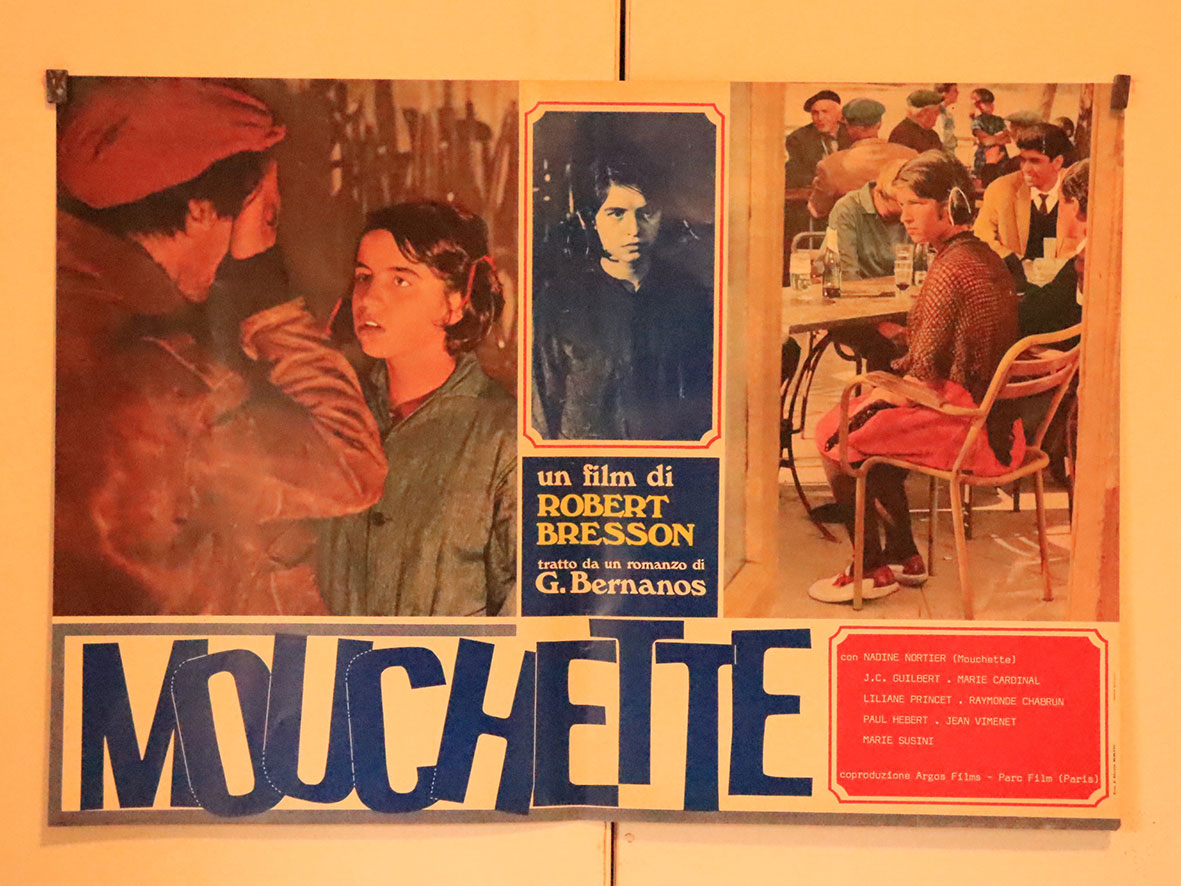 un film di
ROBERT
BRESSON
tratto da un romanzo di
G. Bernanos
MOUCHETTE
con NADINE NORTIER (Mouchette)
J.C. GUILBERT . MARIE CARDINAL
LILIANE PRINCET . RAYMONDE CHABRUN
PAUL HEBERT . JEAN VIMENET
MARIE SUSINI
coproduzione Argos Films - Parc Film (Paris)